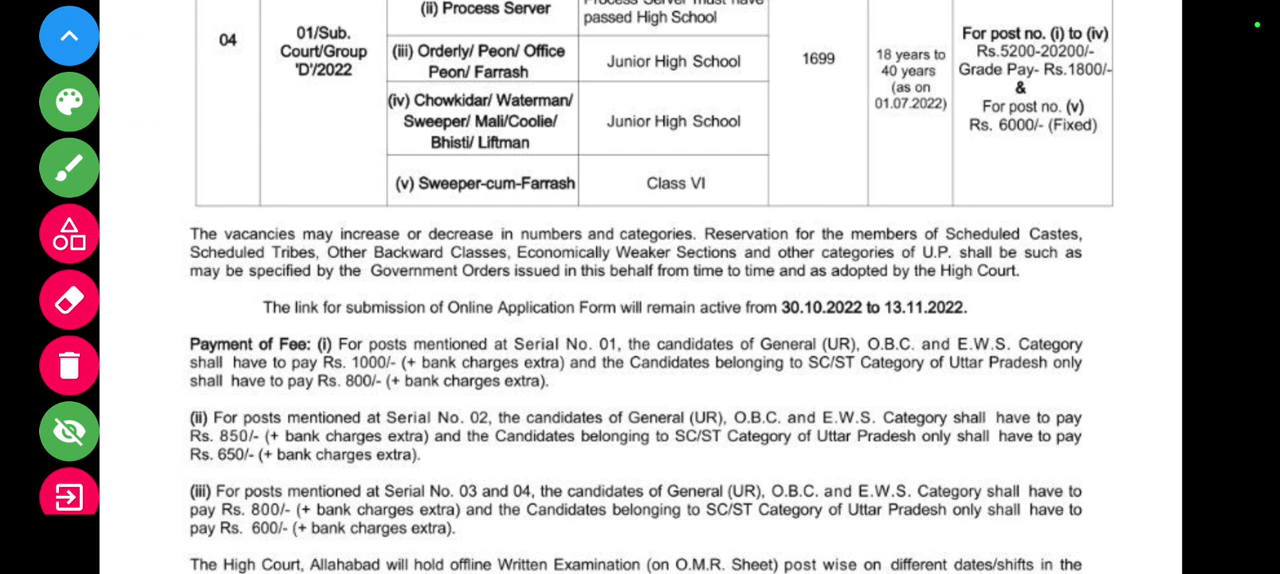 (ii) Process Server
Process Server must have
passed High School
04
01/Sub.
Court/Group
'D'/2022
(iii) Orderly/ Peon/ Office
Peon/ Farrash
Junior High School
(iv) Chowkidar/ Waterman/
Sweeper/ Mali/Coolie/
Bhisti/ Liftman
Junior High School
(v) Sweeper-cum-Farrash
Class VI
1699
18 years to
40 years
(as on
01.07.2022)
For post no. (i) to (iv)
Rs.5200-20200/-
Grade Pay- Rs.1800/-
&
For post no. (v)
Rs. 6000/- (Fixed)
The vacancies may increase or decrease in numbers and categories. Reservation for the members of Scheduled Castes,
Scheduled Tribes, Other Backward Classes, Economically Weaker Sections and other categories of U.P. shall be such as
may be specified by the Government Orders issued in this behalf from time to time and as adopted by the High Court.
The link for submission of Online Application Form will remain active from 30.10.2022 to 13.11.2022.
Payment of Fee: (i) For posts mentioned at Serial No. 01, the candidates of General (UR), O.B.C. and E.W.S. Category
shall have to pay Rs. 1000/- (+ bank charges extra) and the Candidates belonging to SC/ST Category of Uttar Pradesh only
shall have to pay Rs. 800/- (+ bank charges extra).
(ii) For posts mentioned at Serial No. 02, the candidates of General (UR), O.B.C. and E.W.S. Category shall have to pay
Rs. 850/- (+ bank charges extra) and the Candidates belonging to SC/ST Category of Uttar Pradesh only shall have to pay
Rs. 650/- (+ bank charges extra).
(iii) For posts mentioned at Serial No. 03 and 04, the candidates of General (UR), O.B.C. and E.W.S. Category shall have to
pay Rs. 800/- (+ bank charges extra) and the Candidates belonging to SC/ST Category of Uttar Pradesh only shall have to
pay Rs. 600/- (+ bank charges extra).
The High Court, Allahabad will hold offline Written Examination (on O.M.R. Sheet) post wise on different dates/shifts in the